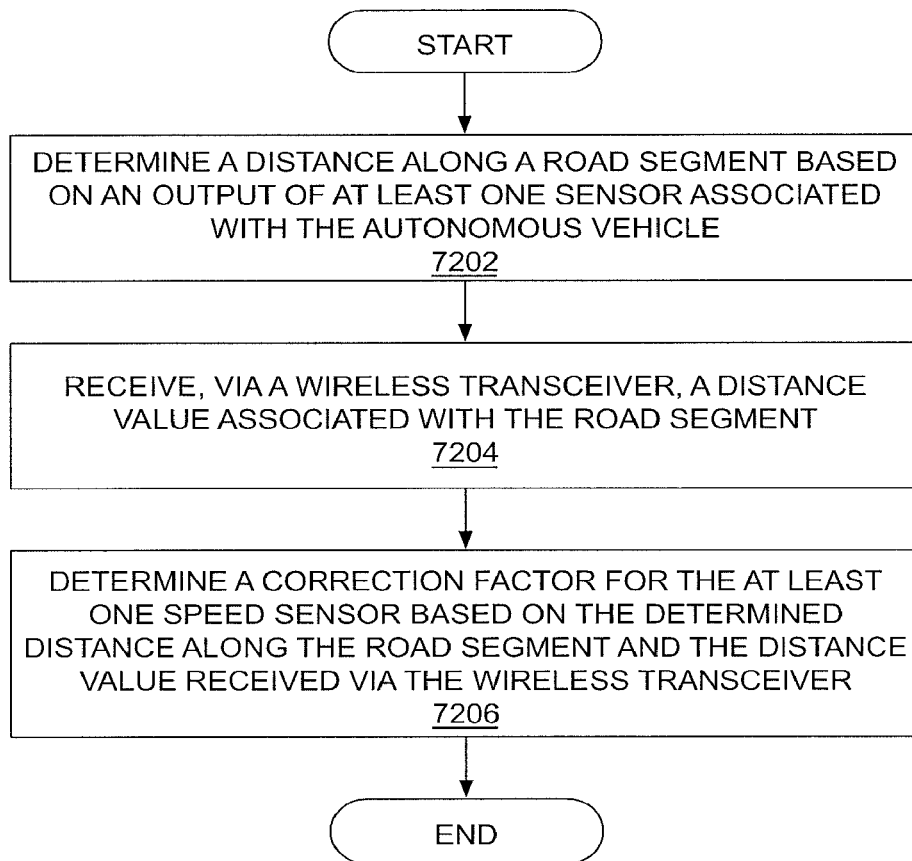 START
DETERMINE A DISTANCE ALONG A ROAD SEGMENT BASED
ON AN OUTPUT OF AT LEAST ONE SENSOR ASSOCIATED
WITH THE AUTONOMOUS VEHICLE
7202
RECEIVE, VIA A WIRELESS TRANSCEIVER, A DISTANCE
VALUE ASSOCIATED WITH THE ROAD SEGMENT
7204
DETERMINE A CORRECTION FACTOR FOR THE AT LEAST
ONE SPEED SENSOR BASED ON THE DETERMINED
DISTANCE ALONG THE ROAD SEGMENT AND THE DISTANCE
VALUE RECEIVED VIA THE WIRELESS TRANSCEIVER
7206
END